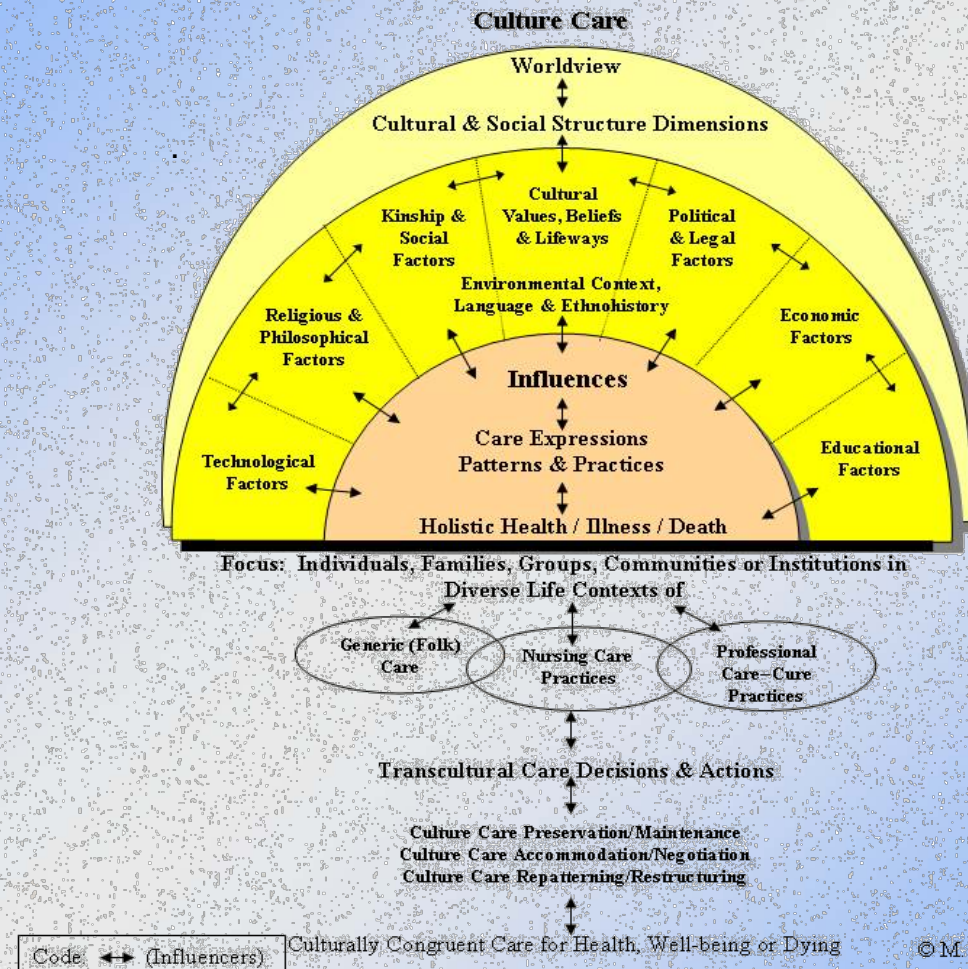 Culture Care
Worldview
Cultural & Social Structure Dimensions
Kinship &
Social
Factors
Cultural
Values, Beliefs
& Lifeways
Political
& Legal
Factors
Environmental Context,
Language & Ethnohistory
Religious &
Philosophical
Factors
Economic
Factors
Technological
Factors
Educational
Factors
Influences
Care Expressions
Patterns & Practices
Holistic Health / Illness / Death
Focus: Individuals, Families, Groups, Communities or Institutions in
Diverse Life Contexts of
Generic (Folk)
Care
Nursing Care
Practices
Professional
Care–Cure
Practices
Transcultural Care Decisions & Actions
Culture Care Preservation/Maintenance
Culture Care Accommodation/Negotiation
Culture Care Repatterning/Restructuring
Culturally Congruent Care for Health, Well-being or Dying
Code ↔ (Influencers)
© M.